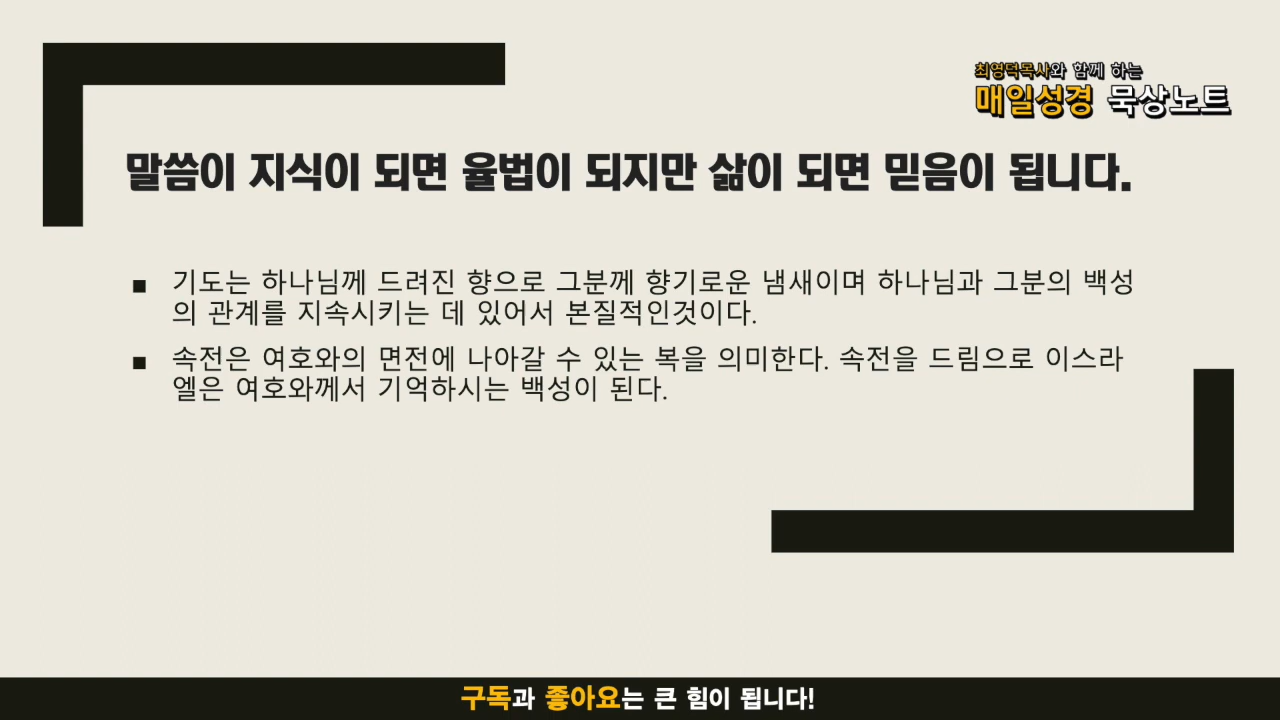 최영덕목사와 함께 하는
매일성경 묵상노트
말씀이 지식이 되면 율법이 되지만 삶이 되면 믿음이 됩니다.
■ 기도는 하나님께 드려진 향으로 그분께 향기로운 냄새이며 하나님과 그분의 백성
의 관계를 지속시키는 데 있어서 본질적인것이다.
■ 속전은 여호와의 면전에 나아갈 수 있는 복을 의미한다. 속전을 드림으로 이스라
엘은 여호와께서 기억하시는 백성이 된다.
구독과 좋아요는 큰 힘이 됩니다!